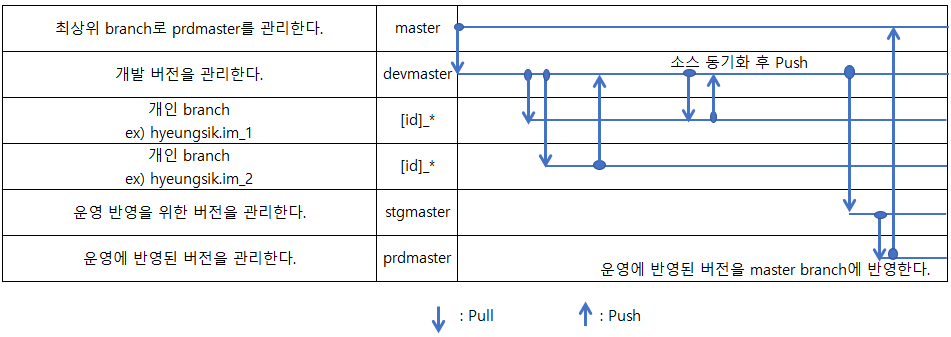 최상위 branch로 prdmaster를 관리한다.
master
개발 버전을 관리한다.
devmaster
소스 동기화 후 Push
개인 branch
ex) hyeungsik.im_1
[id]_*
개인 branch
ex) hyeungsik.im_2
[id]_*
운영 반영을 위한 버전을 관리한다.
stgmaster
운영에 반영된 버전을 관리한다.
prdmaster
운영에 반영된 버전을 master branch에 반영한다.
: Pull
: Push